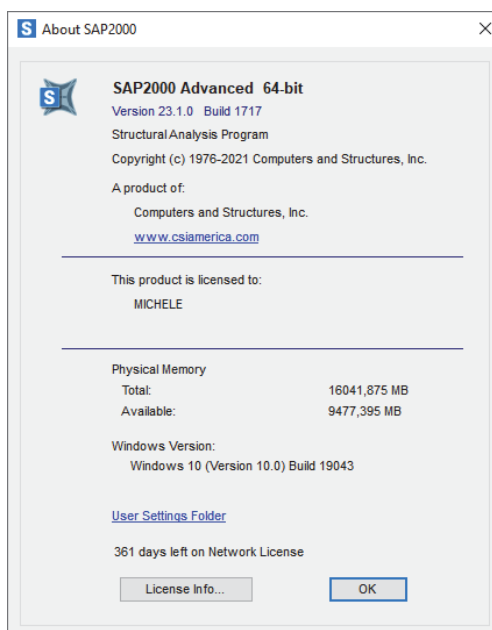 About SAP2000
SAP2000 Advanced 64-bit
Version 23.1.0 Build 1717
Structural Analysis Program
Copyright (c) 1976-2021 Computers and Structures, Inc.
A product of:
Computers and Structures, Inc.
www.csiamerica.com
This product is licensed to:
MICHELE
Physical Memory
Total: 16041,875 MB
Available: 9477,395 MB
Windows Version:
Windows 10 (Version 10.0) Build 19043
User Settings Folder
361 days left on Network License
License Info... OK